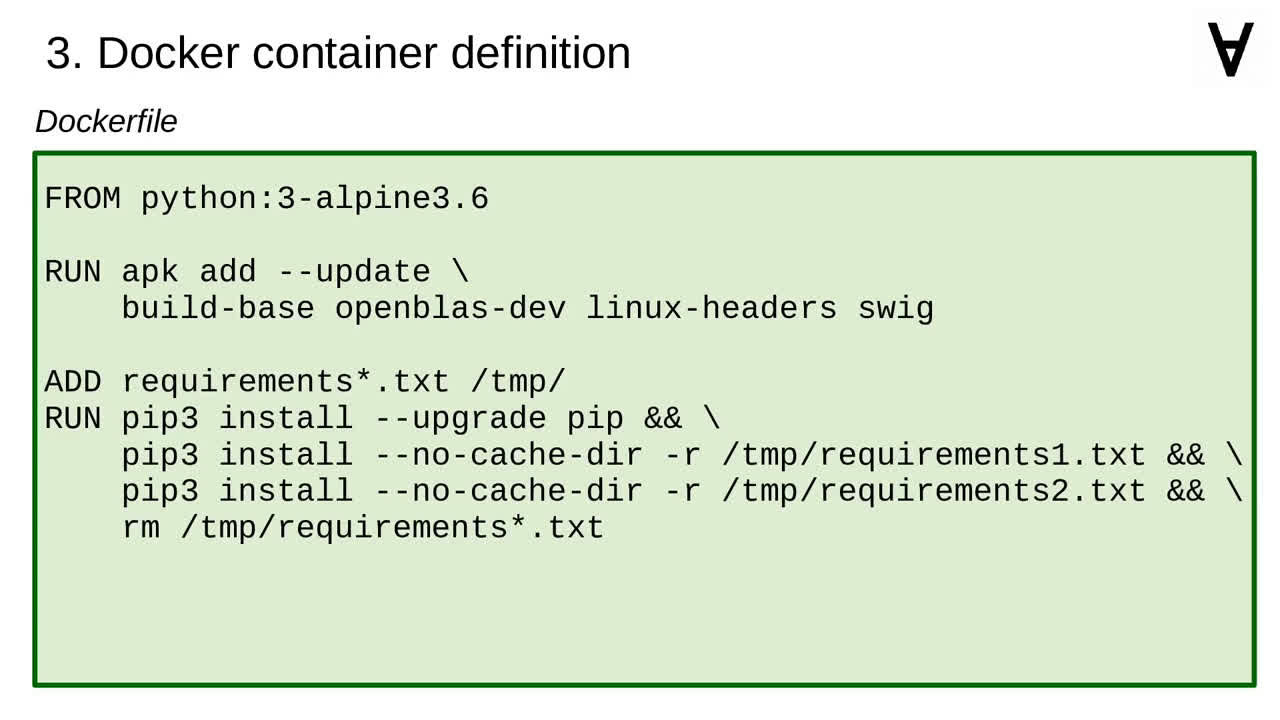 3. Docker container definition
Dockerfile
FROM python:3-alpine3.6
RUN apk add --update \
build-base openblas-dev linux-headers swig
ADD requirements*.txt /tmp/
RUN pip3 install --upgrade pip && \
pip3 install --no-cache-dir -r /tmp/requirements1.txt && \
pip3 install --no-cache-dir -r /tmp/requirements2.txt && \
rm /tmp/requirements*.txt